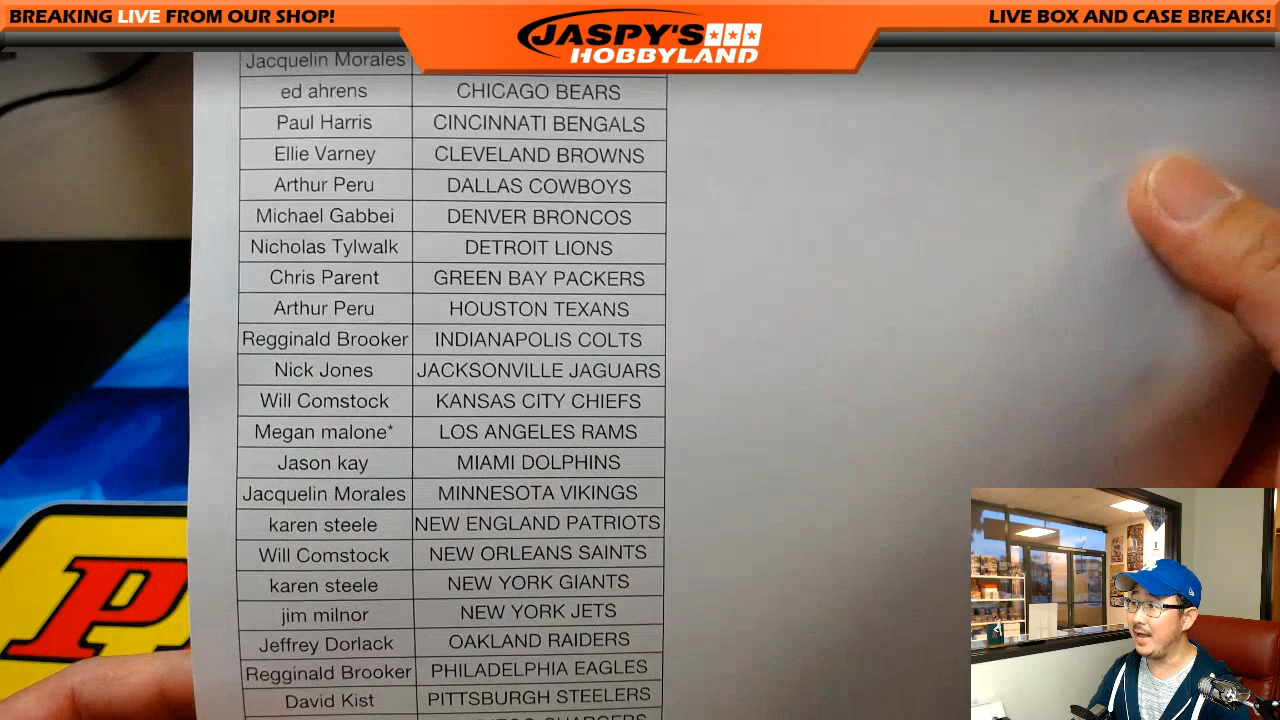 BREAKING LIVE FROM OUR SHOP!
JASPY'S
HOBBYLAND
LIVE BOX AND CASE BREAKS!
Jacquelin Morales
ed ahrens CHICAGO BEARS
Paul Harris CINCINNATI BENGALS
Ellie Varney CLEVELAND BROWNS
Arthur Peru DALLAS COWBOYS
Michael Gabbei DENVER BRONCOS
Nicholas Tylwalk DETROIT LIONS
Chris Parent GREEN BAY PACKERS
Arthur Peru HOUSTON TEXANS
Regginald Brooker INDIANAPOLIS COLTS
Nick Jones JACKSONVILLE JAGUARS
Will Comstock KANSAS CITY CHIEFS
Megan malone* LOS ANGELES RAMS
Jason kay MIAMI DOLPHINS
Jacquelin Morales MINNESOTA VIKINGS
karen steele NEW ENGLAND PATRIOTS
Will Comstock NEW ORLEANS SAINTS
karen steele NEW YORK GIANTS
jim milnor NEW YORK JETS
Jeffrey Dorlack OAKLAND RAIDERS
Regginald Brooker PHILADELPHIA EAGLES
David Kist PITTSBURGH STEELERS
CHARGERS
P